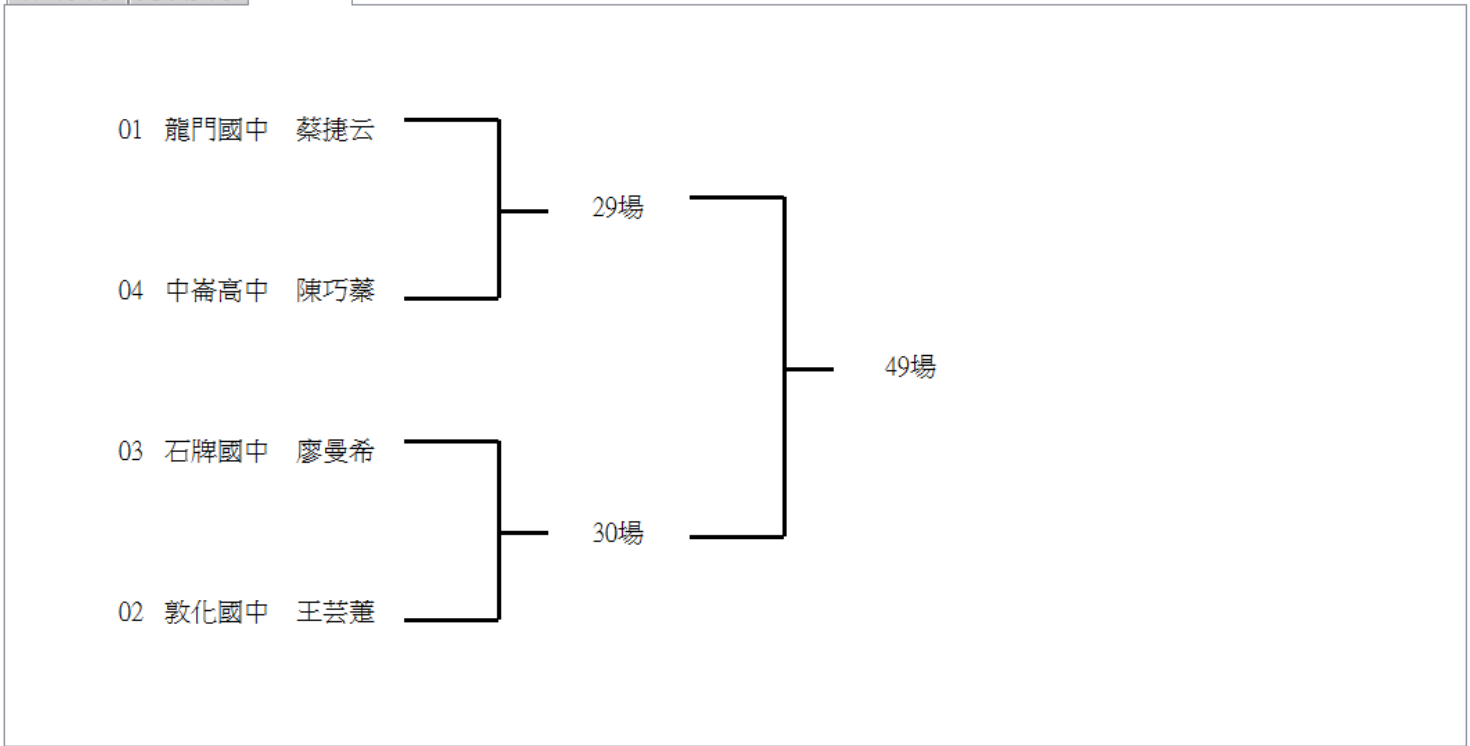 01 龍門國中 蔡捷云
29場
04 中崙高中 陳巧蓁
49場
03 石牌國中 廖曼希
30場
02 敦化國中 王芸萱